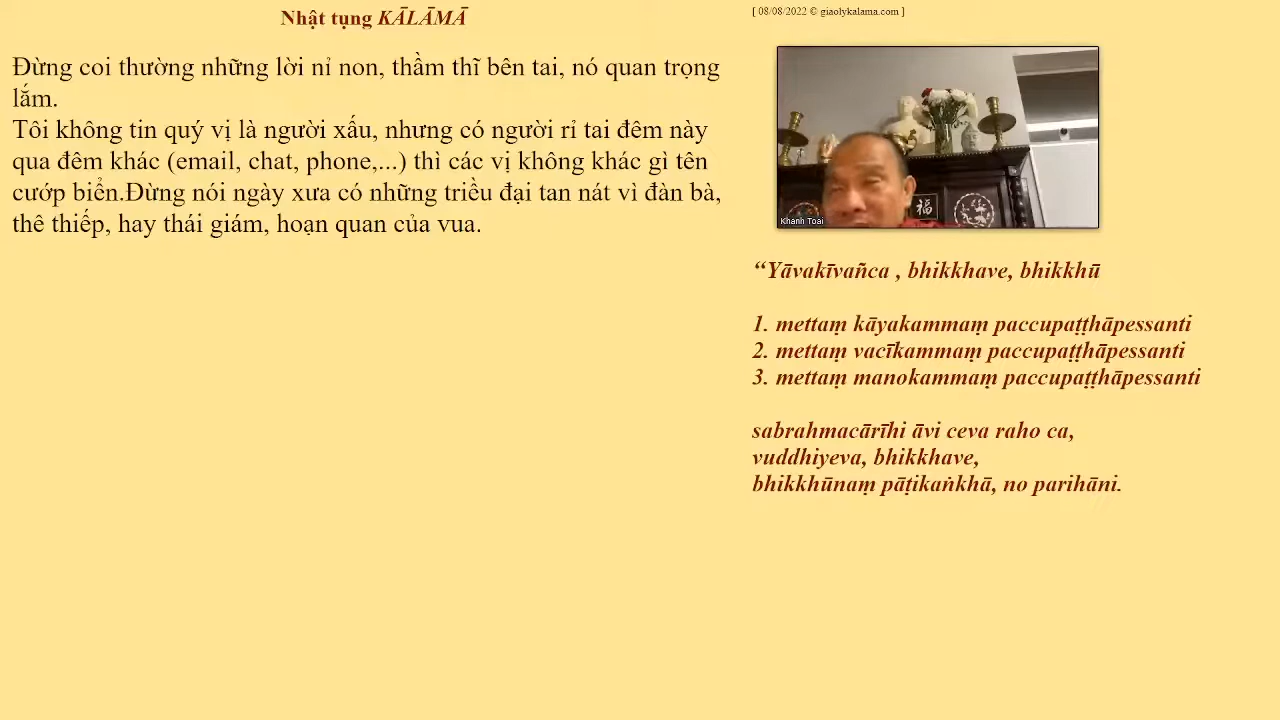 Nhật tụng KĀLĀMĀ
[ 08/08/2022 © giaolykalama.com ]
Đừng coi thường những lời nỉ non, thầm thĩ bên tai, nó quan trọng
lắm.
Tôi không tin quý vị là người xấu, nhưng có người rỉ tai đêm này
qua đêm khác (email, chat, phone,...) thì các vị không khác gì tên
cướp biển.Đừng nói ngày xưa có những triều đại tan nát vì đàn bà,
thê thiếp, hay thái giám, hoạn quan của vua.
福
Khanh Toai
“Yāvakīvañca , bhikkhave, bhikkhū
1. mettaṃ kāyakammaṃ paccupaṭṭhāpessanti
2. mettaṃ vacīkammaṃ paccupaṭṭhāpessanti
3. mettaṃ manokammaṃ paccupaṭṭhāpessanti
sabrahmacārīhi āvi ceva raho ca,
vuddhiyeva, bhikkhave,
bhikkhūnaṃ pāṭikaṅkhā, no parihāni.